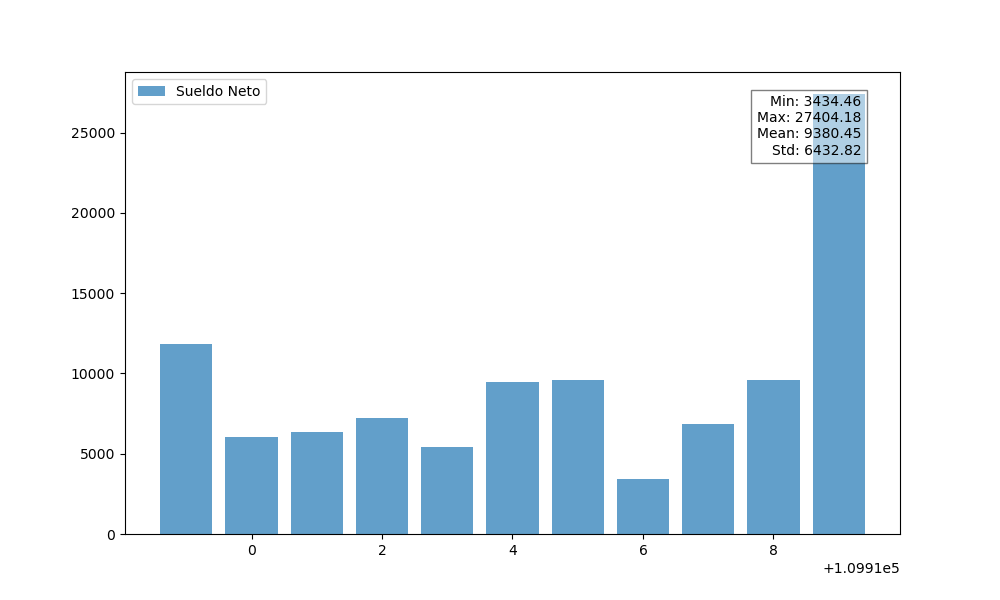 Sueldo Neto
Min: 3434.46
Max: 27404.18
Mean: 9380.45
Std: 6432.82
25000
20000
15000
10000
5000
0
0 2 4 6 8
+1.0991e5